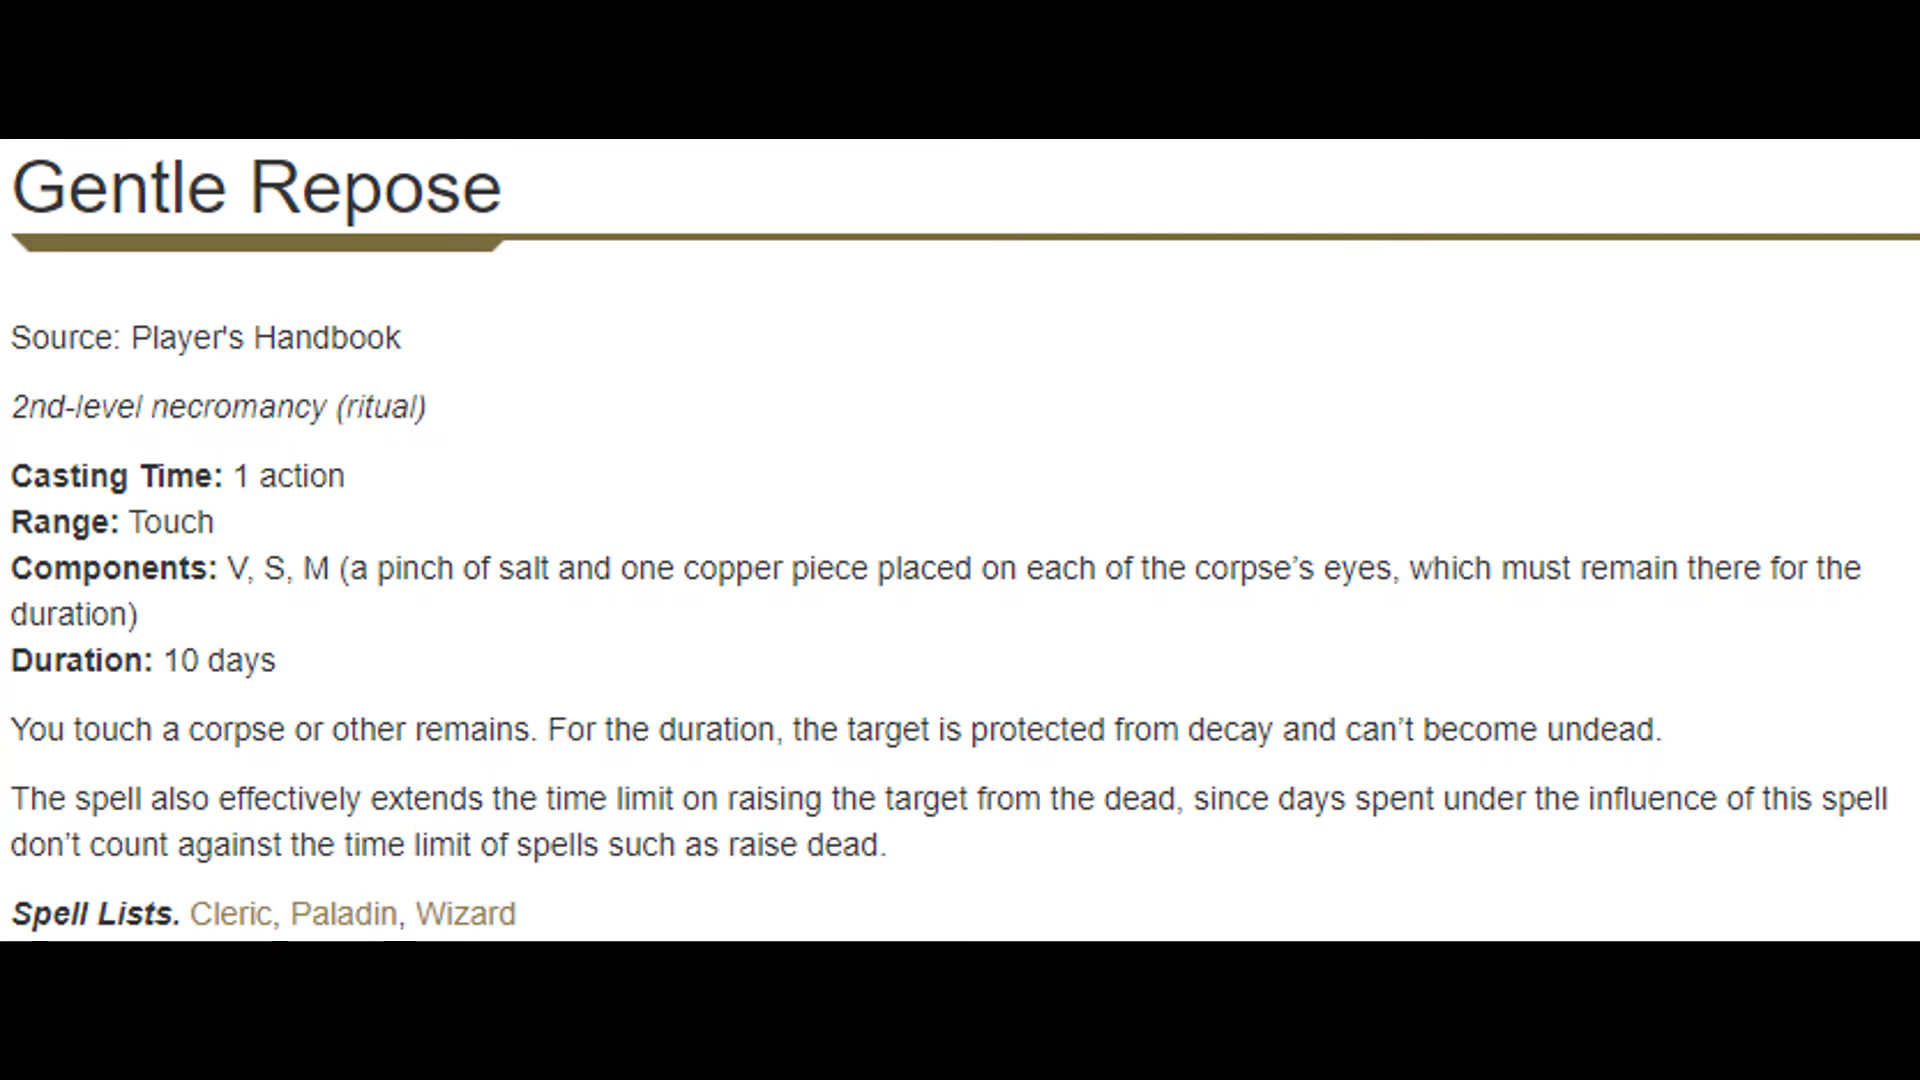 Gentle Repose
Source: Player's Handbook
2nd-level necromancy (ritual)
Casting Time: 1 action
Range: Touch
Components: V, S, M (a pinch of salt and one copper piece placed on each of the corpse’s eyes, which must remain there for the
duration)
Duration: 10 days
You touch a corpse or other remains. For the duration, the target is protected from decay and can’t become undead.
The spell also effectively extends the time limit on raising the target from the dead, since days spent under the influence of this spell
don’t count against the time limit of spells such as raise dead.
Spell Lists. Cleric, Paladin, Wizard